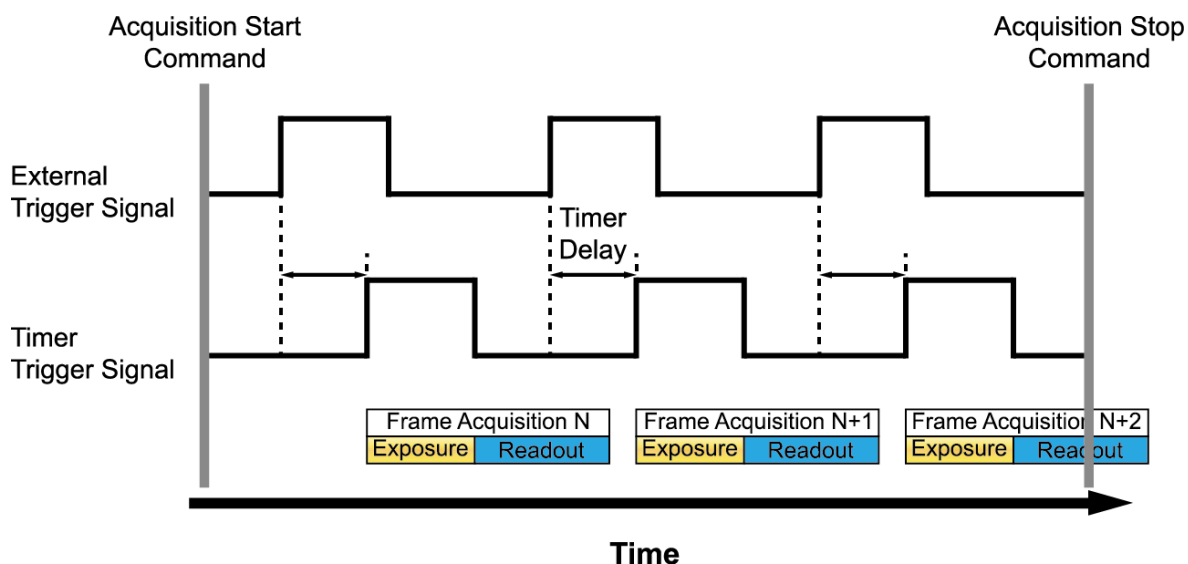 Acquisition Start
Command
Acquisition Stop
Command
External
Trigger Signal
Timer
Delay
Timer
Trigger Signal
Frame Acquisition N
Exposure
Readout
Frame Acquisition N+1
Exposure
Readout
Frame Acquisition N+2
Exposure
Readout
Time